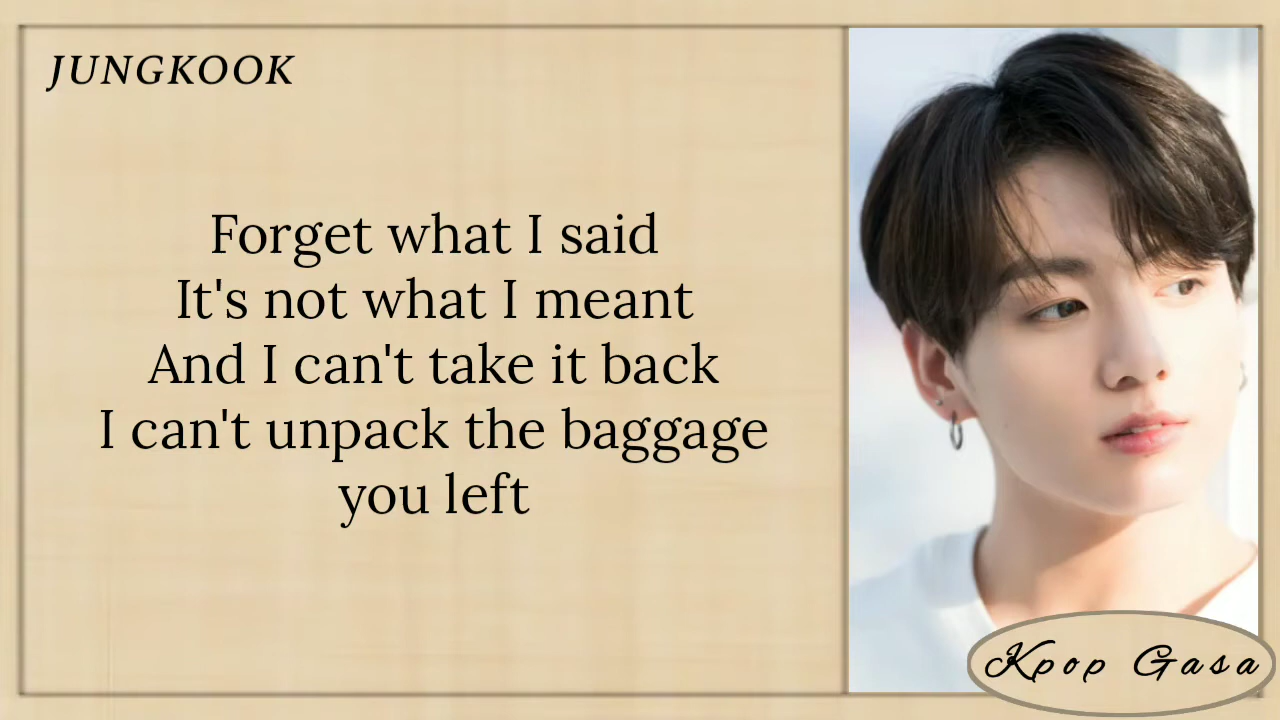 JUNGKOOK
Forget what I said
It's not what I meant
And I can't take it back
I can't unpack the baggage
you left
Kpop Gasa